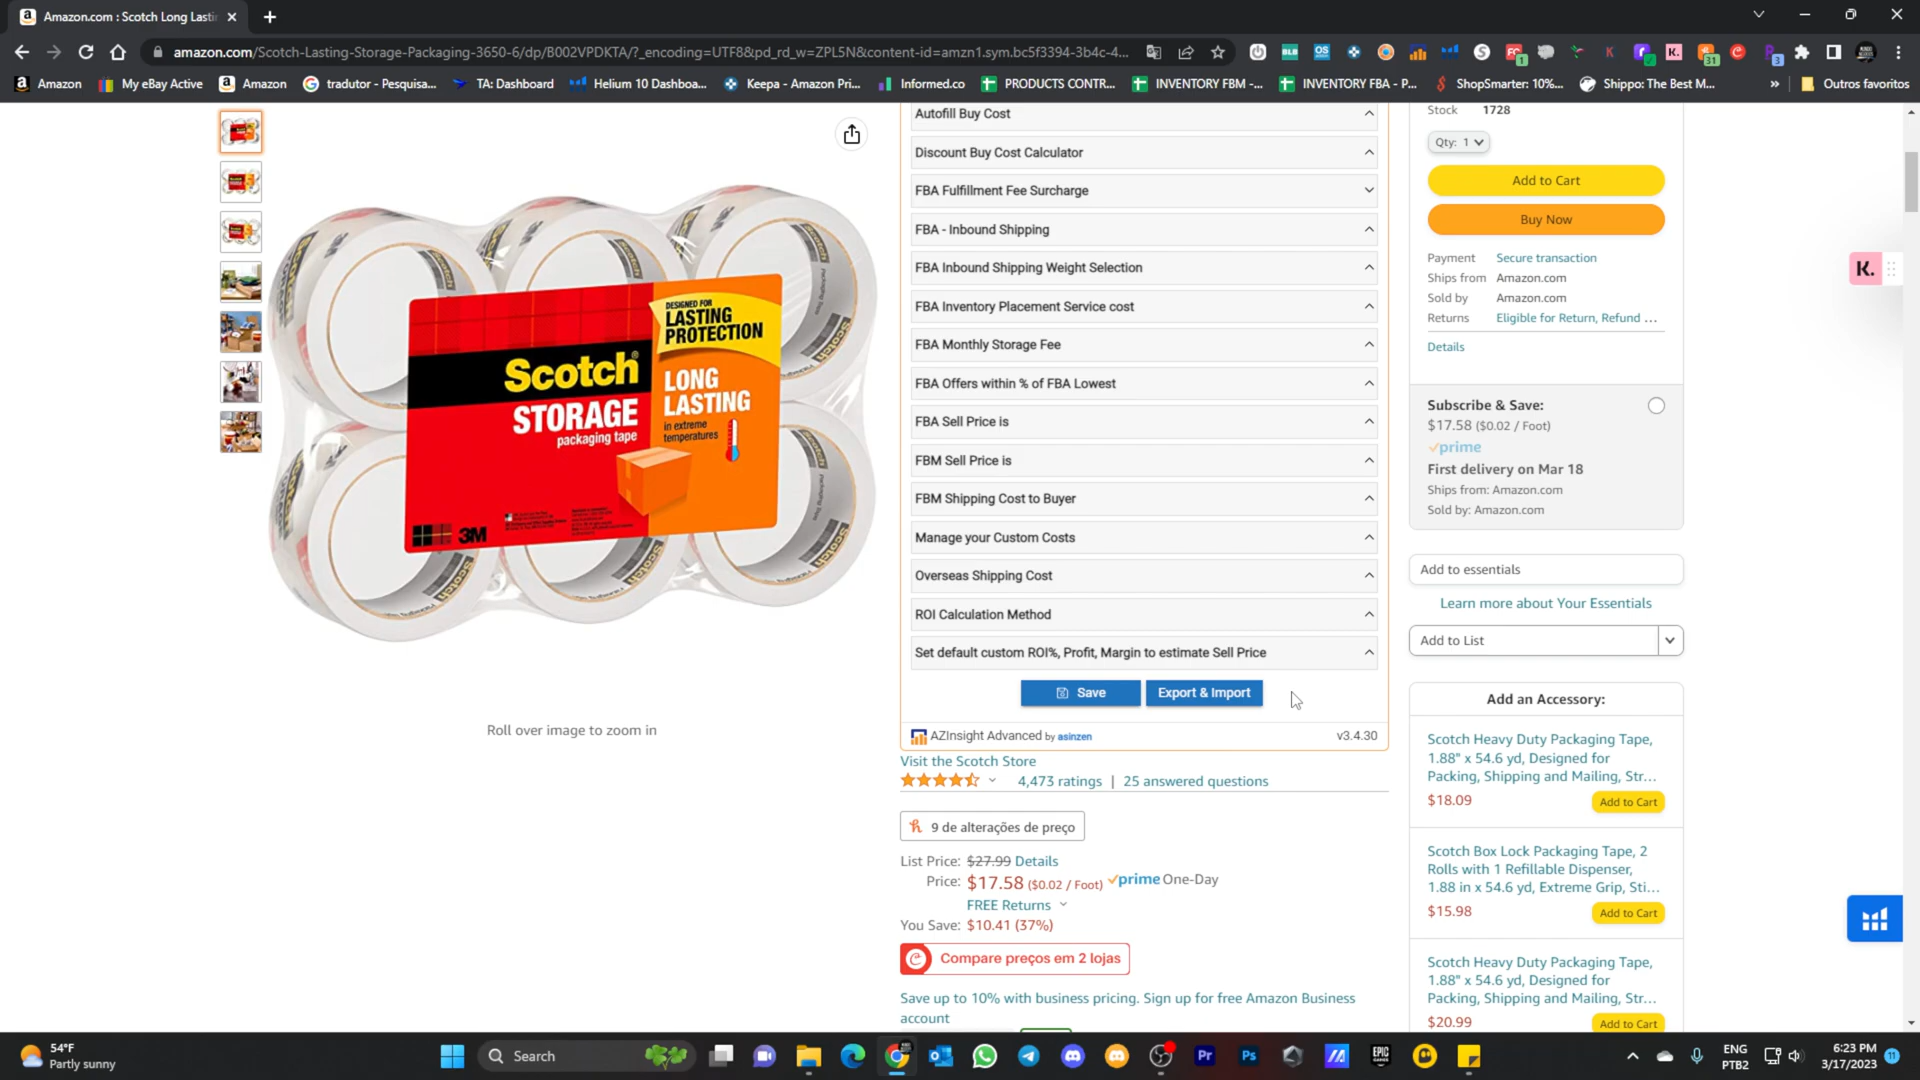 Amazon.com : Scotch Long Lasti
amazon.com/Scotch-Lasting-Storage-Packaging-3650-6/dp/B002VPDKTA/?_encoding=UTF8&pd_rd_w=ZPL5N&content-id=amzn1.sym.bc5f3394-3b4c-4...
Amazon
My eBay Active
Amazon
tradutor - Pesquisa...
TA: Dashboard
Helium 10 Dashboa...
Keepa - Amazon Pri...
Informed.co
PRODUCTS CONTR...
INVENTORY FBM -...
INVENTORY FBA - P...
ShopSmarter: 10%...
Shippo: The Best M...
Outros favoritos
DESIGNED FOR
LASTING
PROTECTION
Scotch
STORAGE
packaging tape
LONG
LASTING
in extreme
temperatures
3M
Roll over image to zoom in
Autofill Buy Cost
Discount Buy Cost Calculator
FBA Fulfillment Fee Surcharge
FBA - Inbound Shipping
FBA Inbound Shipping Weight Selection
FBA Inventory Placement Service cost
FBA Monthly Storage Fee
FBA Offers within % of FBA Lowest
FBA Sell Price is
FBM Sell Price is
FBM Shipping Cost to Buyer
Manage your Custom Costs
Overseas Shipping Cost
ROI Calculation Method
Set default custom ROI%, Profit, Margin to estimate Sell Price
Save
Export & Import
AZInsight Advanced by asinzen v3.4.30
Visit the Scotch Store
4,473 ratings | 25 answered questions
9 de alterações de preço
List Price: $27.99 Details
Price: $17.58 ($0.02 / Foot) prime One-Day
FREE Returns
You Save: $10.41 (37%)
Compare preços em 2 lojas
Save up to 10% with business pricing. Sign up for free Amazon Business
account
Stock 1728
Qty: 1
Add to Cart
Buy Now
Payment Secure transaction
Ships from Amazon.com
Sold by Amazon.com
Returns Eligible for Return, Refund ...
Details
Subscribe & Save:
$17.58 ($0.02 / Foot)
prime
First delivery on Mar 18
Ships from: Amazon.com
Sold by: Amazon.com
Add to essentials
Learn more about Your Essentials
Add to List
Add an Accessory:
Scotch Heavy Duty Packaging Tape,
1.88" x 54.6 yd, Designed for
Packing, Shipping and Mailing, Str...
$18.09 Add to Cart
Scotch Box Lock Packaging Tape, 2
Rolls with 1 Refillable Dispenser,
1.88 in x 54.6 yd, Extreme Grip, Sti...
$15.98 Add to Cart
Scotch Heavy Duty Packaging Tape,
1.88" x 54.6 yd, Designed for
Packing, Shipping and Mailing, Str...
$20.99 Add to Cart
K.
54°F
Partly sunny
Search
ENG
PTB2
6:23 PM
3/17/2023